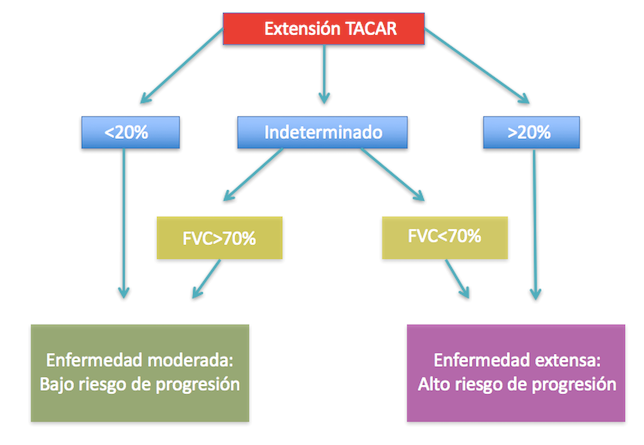 Extensión TACAR
<20%
Indeterminado
>20%
FVC>70%
FVC<70%
Enfermedad moderada:
Bajo riesgo de progresión
Enfermedad extensa:
Alto riesgo de progresión